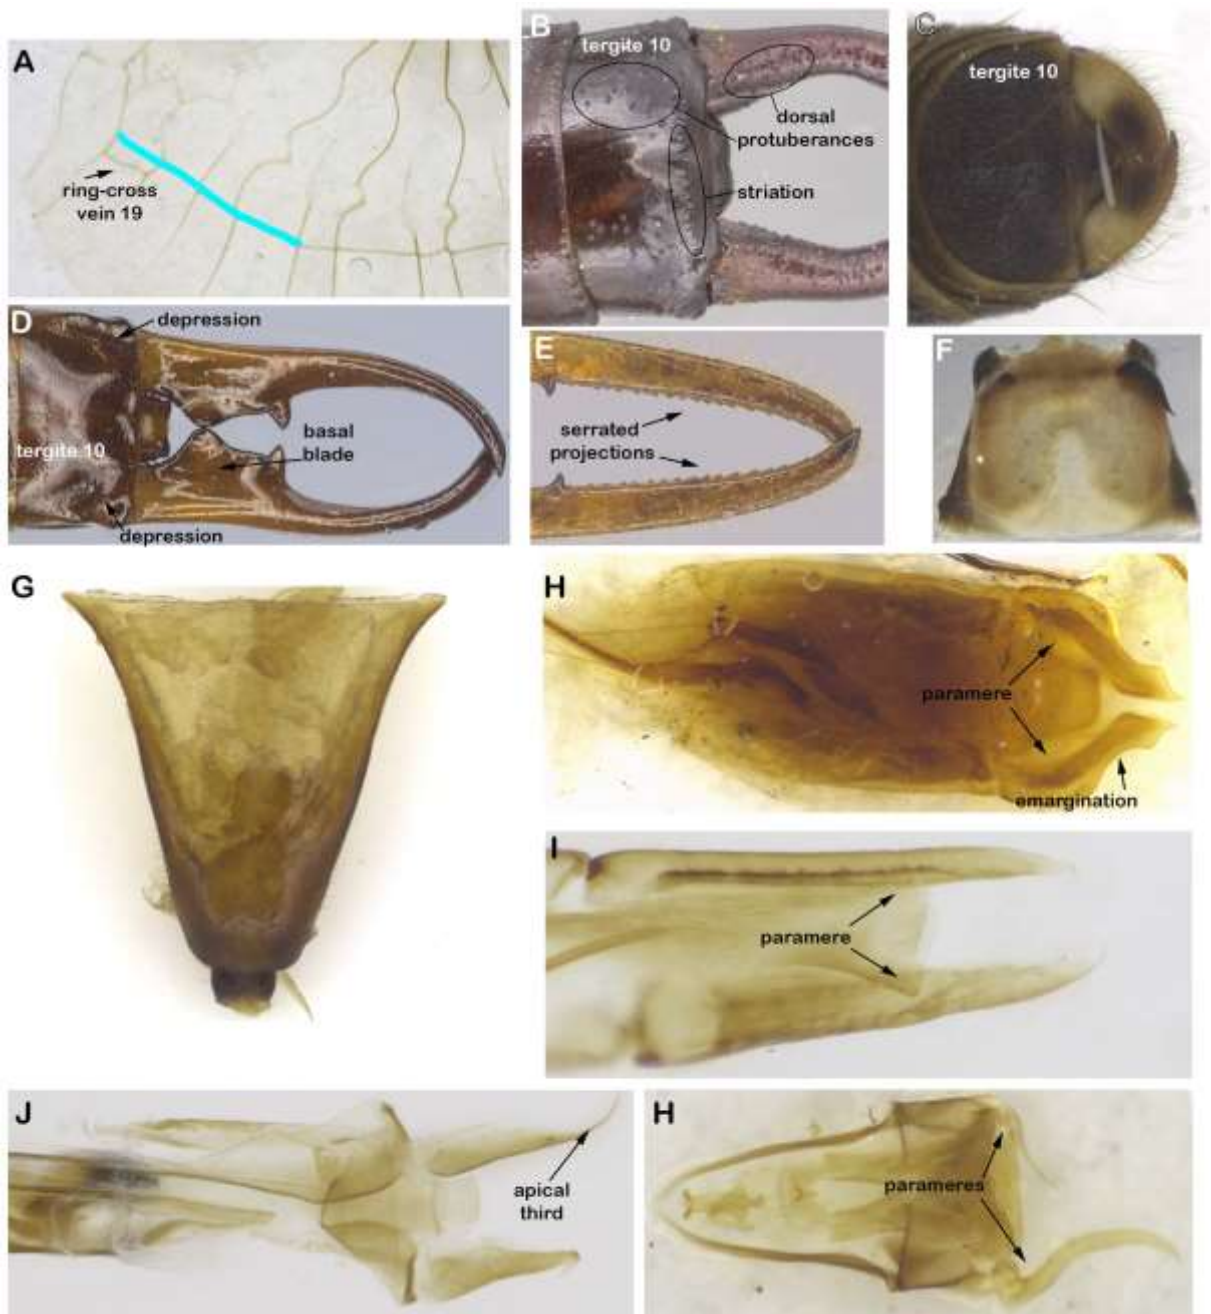 A
ring-cross
vein 19
B
tergite 10
dorsal
protuberances
striation
C
tergite 10
D
depression
tergite 10
basal
blade
depression
E
serrated
projections
F
G
H
paramere
emargination
I
paramere
J
apical
third
H
parameres